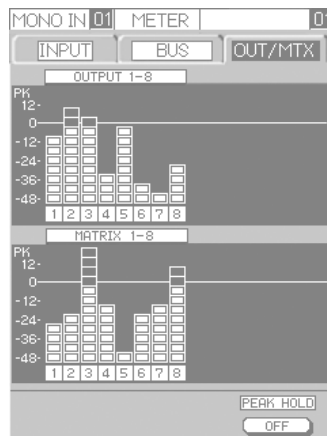 MONO IN 01 METER 0
INPUT BUS OUT/MTX
OUTPUT 1-8
PK
12-
0-
-12-
-24-
-36-
-48-
1 2 3 4 5 6 7 8
MATRIX 1-8
PK
12-
0-
-12-
-24-
-36-
-48-
1 2 3 4 5 6 7 8
PEAK HOLD
OFF